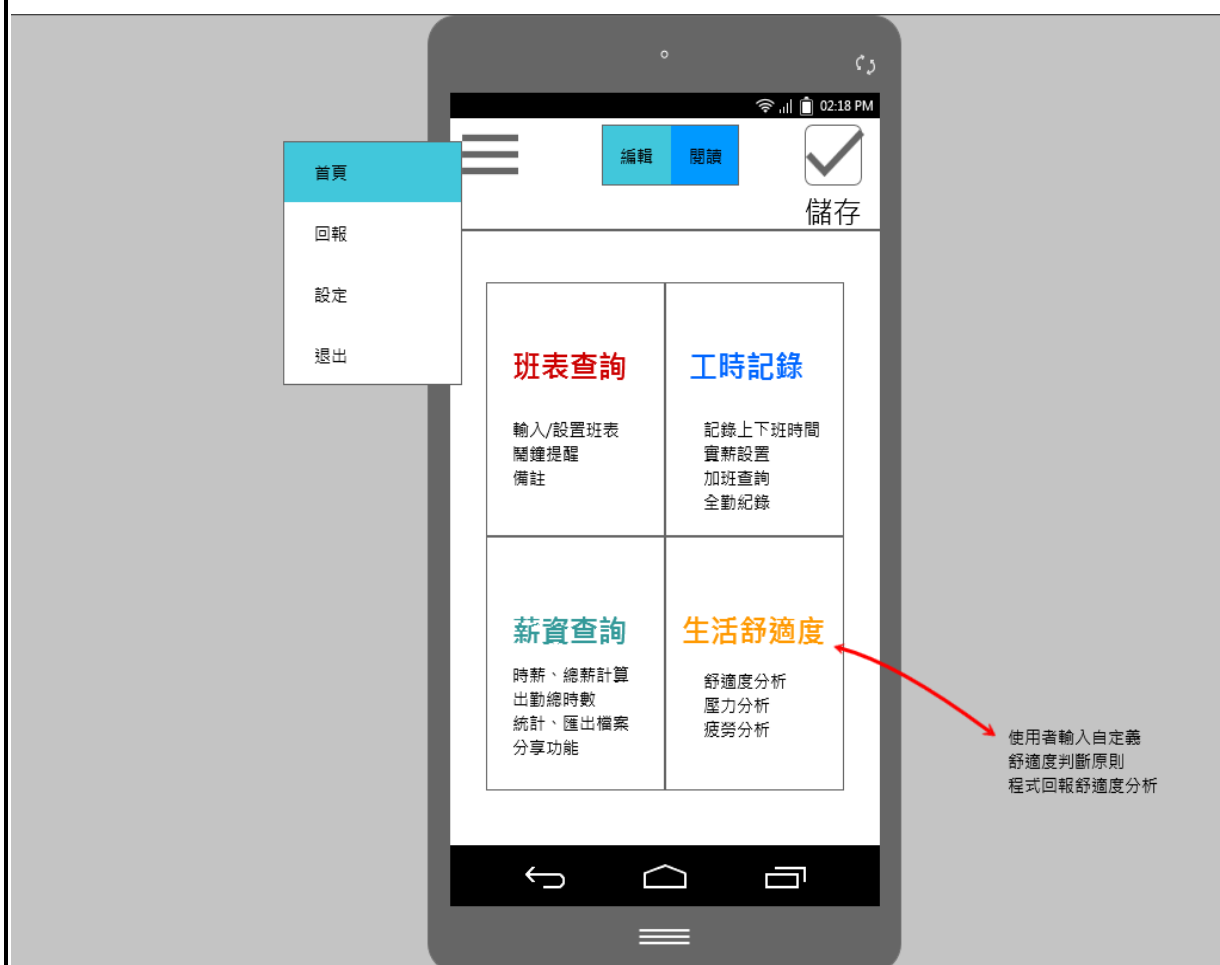 02:18 PM
編輯
閱讀
儲存
首頁
回報
設定
退出
班表查詢
輸入/設置班表
鬧鐘提醒
備註
工時記錄
記錄上下班時間
實薪設置
加班查詢
全勤紀錄
薪資查詢
時薪、總薪計算
出勤總時數
統計、匯出檔案
分享功能
生活舒適度
舒適度分析
壓力分析
疲勞分析
使用者輸入自定義
舒適度判斷原則
程式回報舒適度分析